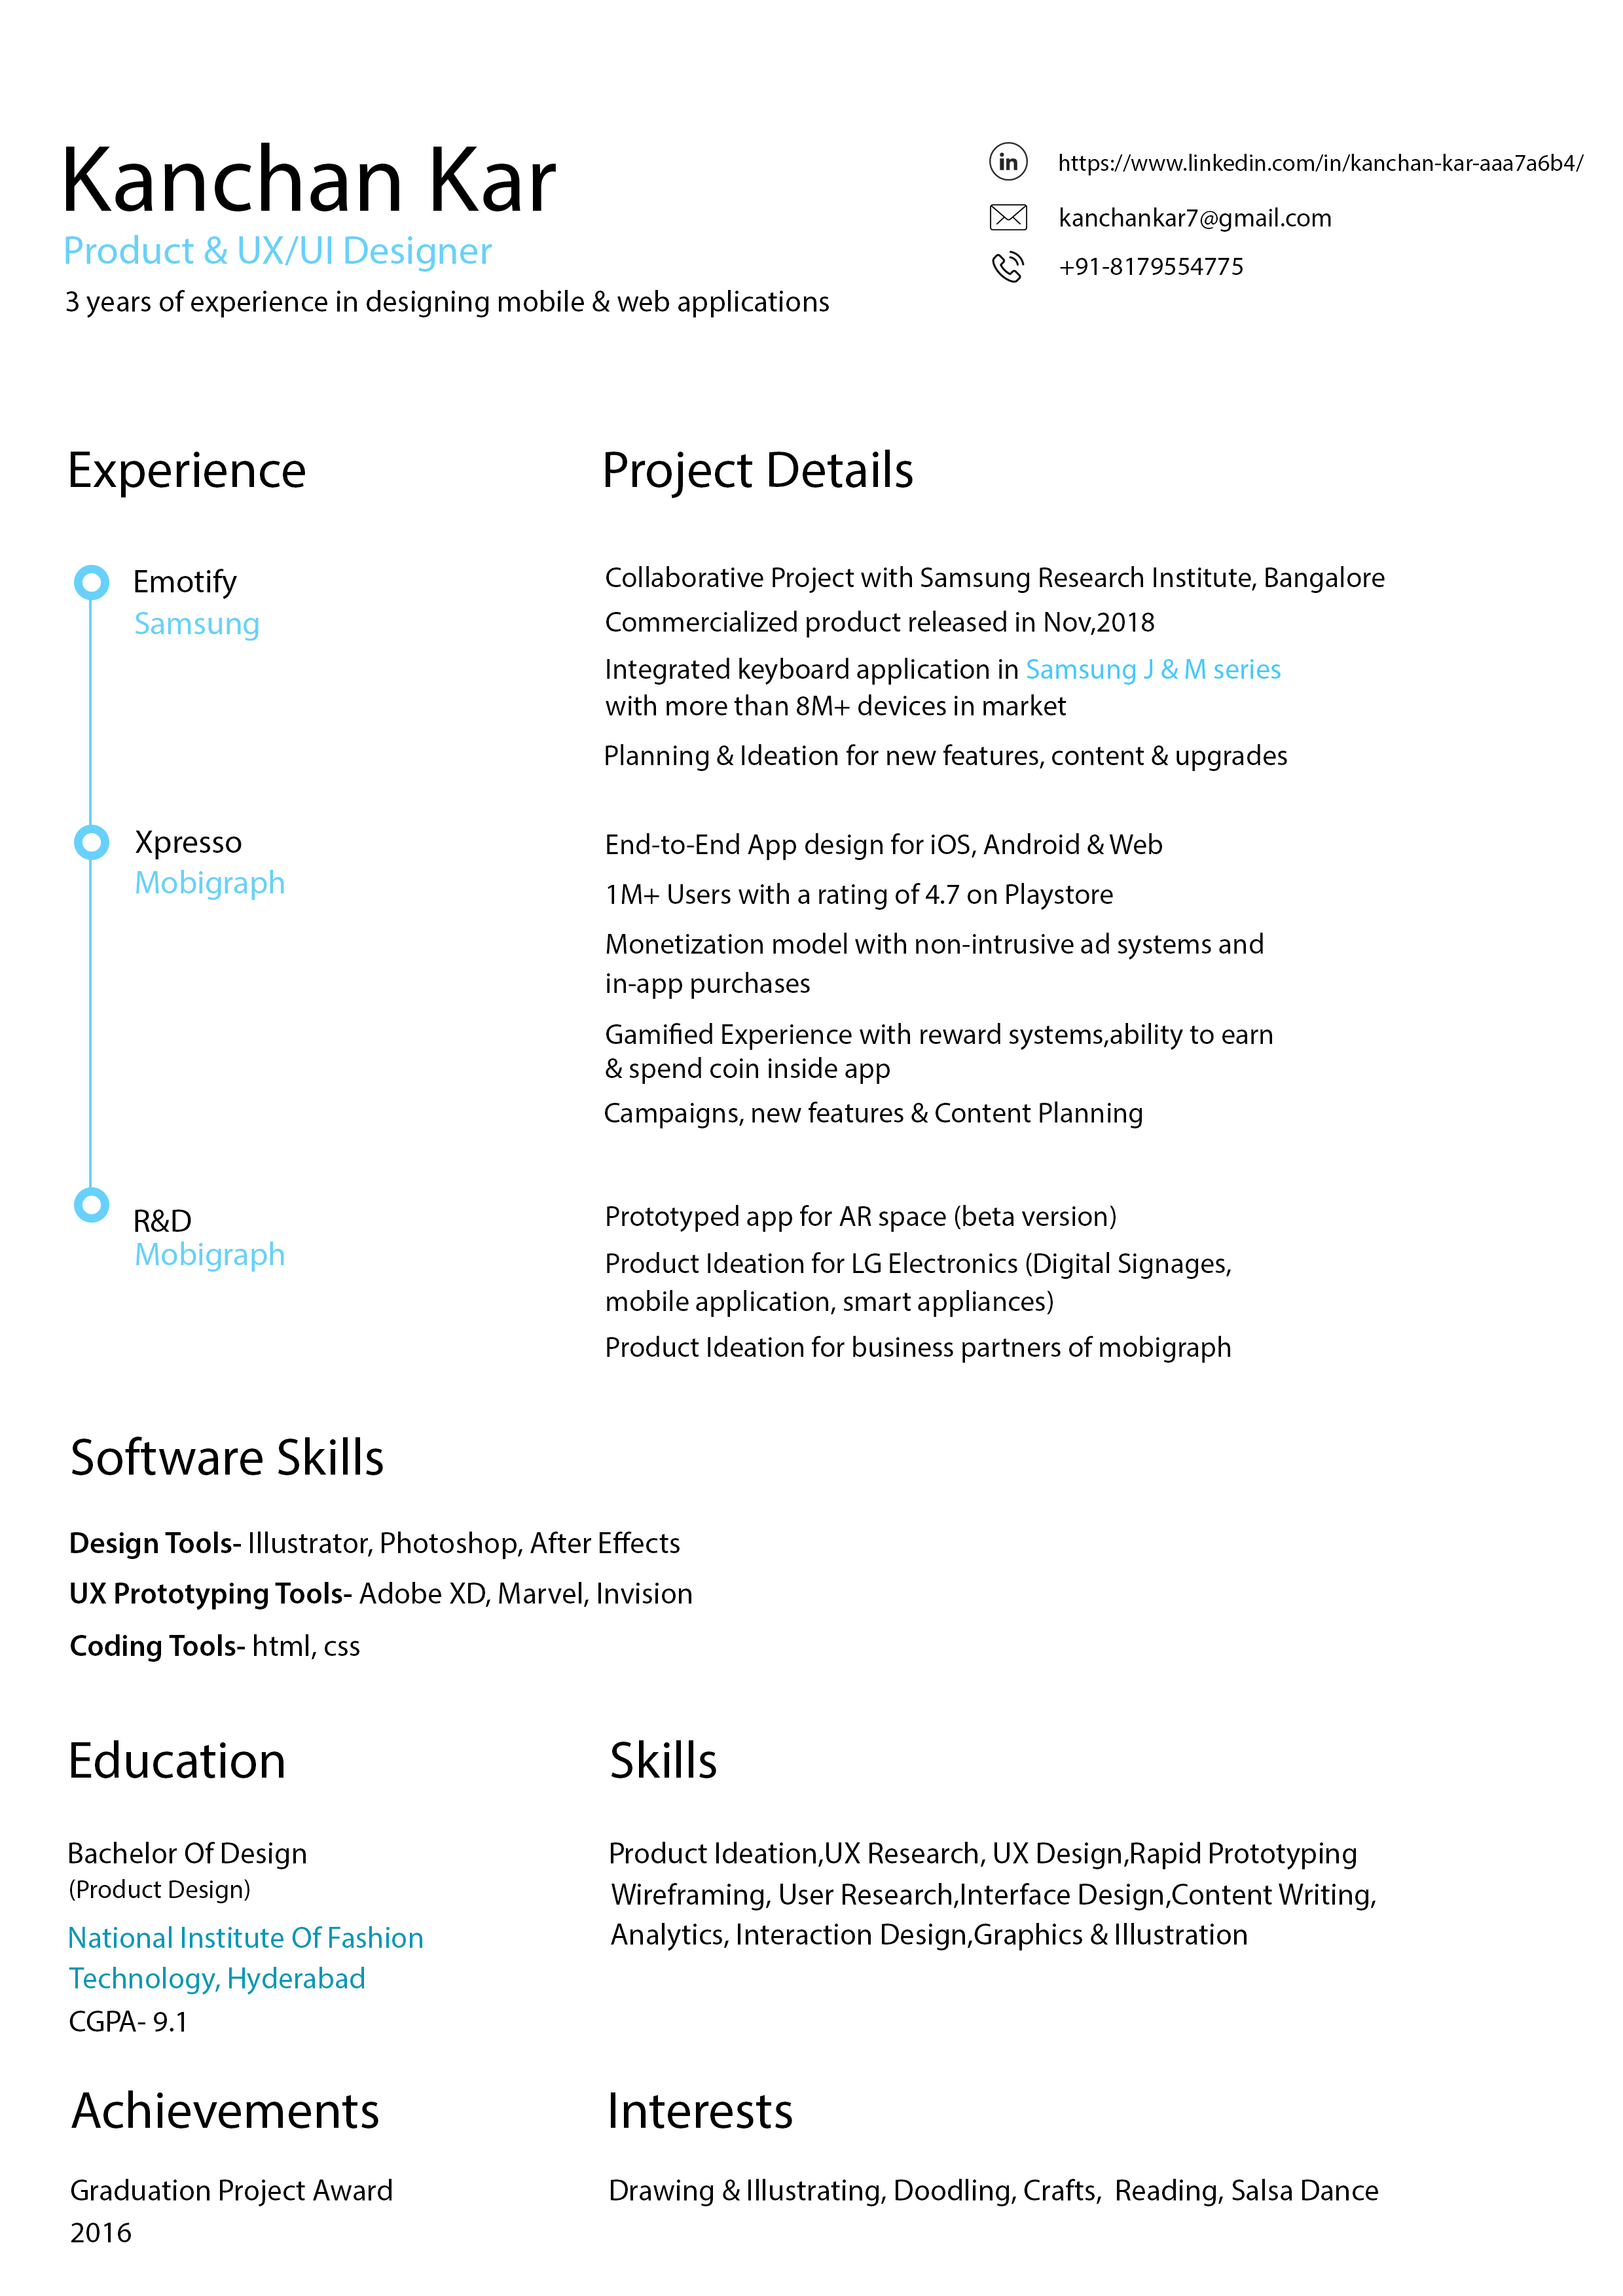 Kanchan Kar
Product & UX/UI Designer
3 years of experience in designing mobile & web applications
https://www.linkedin.com/in/kanchan-kar-aaa7a6b4/
kanchankar7@gmail.com
+91-8179554775
Experience
Project Details
Emotify
Samsung
Collaborative Project with Samsung Research Institute, Bangalore
Commercialized product released in Nov,2018
Integrated keyboard application in Samsung J & M series
with more than 8M+ devices in market
Planning & Ideation for new features, content & upgrades
Xpresso
Mobigraph
End-to-End App design for iOS, Android & Web
1M+ Users with a rating of 4.7 on Playstore
Monetization model with non-intrusive ad systems and
in-app purchases
Gamified Experience with reward systems,ability to earn
& spend coin inside app
Campaigns, new features & Content Planning
R&D
Mobigraph
Prototyped app for AR space (beta version)
Product Ideation for LG Electronics (Digital Signages,
mobile application, smart appliances)
Product Ideation for business partners of mobigraph
Software Skills
Design Tools- Illustrator, Photoshop, After Effects
UX Prototyping Tools- Adobe XD, Marvel, Invision
Coding Tools- html, css
Education
Bachelor Of Design
(Product Design)
National Institute Of Fashion
Technology, Hyderabad
CGPA- 9.1
Skills
Product Ideation,UX Research, UX Design,Rapid Prototyping
Wireframing, User Research,Interface Design,Content Writing,
Analytics, Interaction Design,Graphics & Illustration
Achievements
Graduation Project Award
2016
Interests
Drawing & Illustrating, Doodling, Crafts,  Reading, Salsa Dance